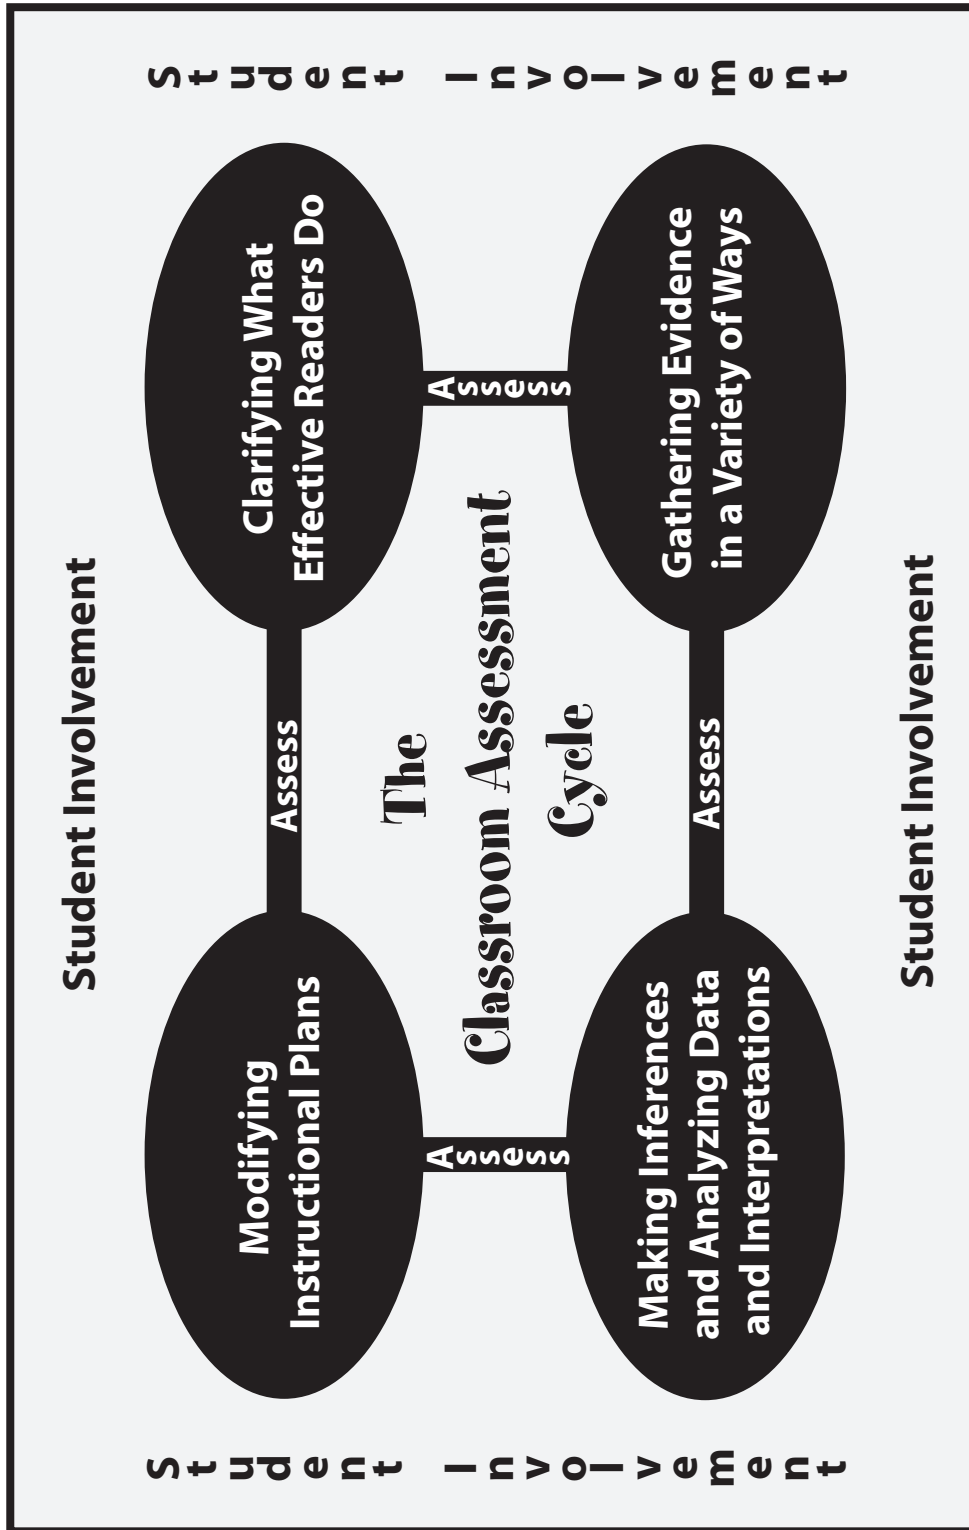 Student Involvement
Modifying
Instructional Plans
Assess
Clarifying What
Effective Readers Do
Student Involvement
Assess
The
Classroom Assessment
Cycle
Assess
Student Involvement
Making Inferences
and Analyzing Data
and Interpretations
Assess
Gathering Evidence
in a Variety of Ways
Student Involvement